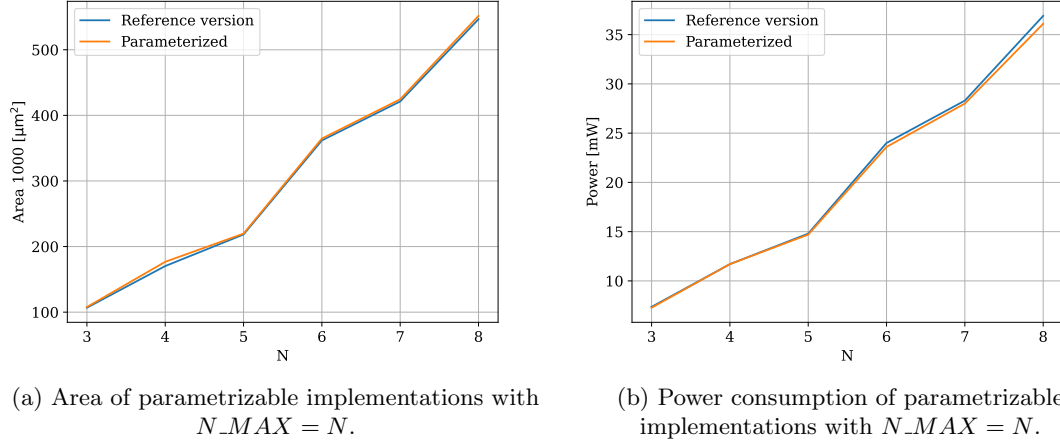 Reference version
Parameterized
500
400
300
200
100
Area 1000 [µm²]
3 4 5 6 7 8
N
(a) Area of parametrizable implementations with
N_MAX = N.
Reference version
Parameterized
35
30
25
20
15
10
Power [mW]
3 4 5 6 7 8
N
(b) Power consumption of parametrizable
implementations with N_MAX = N.